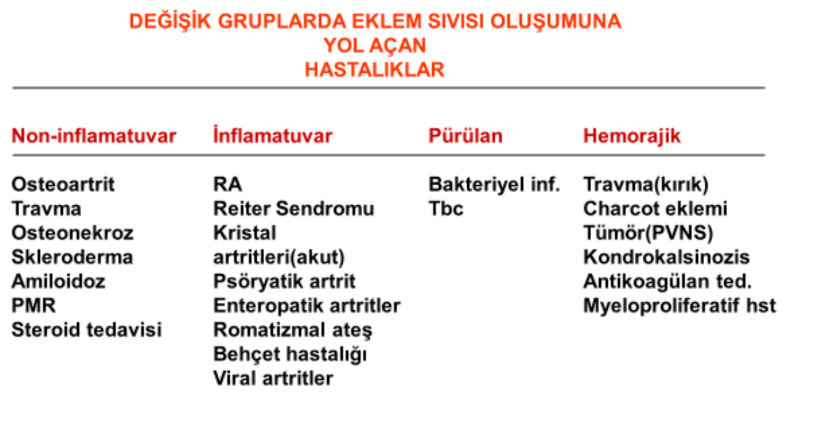 DEĞİŞİK GRUPLARDA EKLEM SIVISI OLUŞUMUNA
YOL AÇAN
HASTALIKLAR
Non-inflamatuvar İnflamatuvar Pürülan Hemorajik
Osteoartrit RA Bakteriyel inf. Travma(kırık)
Travma Reiter Sendromu Tbc Charcot eklemi
Osteonekroz Kristal Tümör(PVNS)
Skleroderma artritleri(akut) Kondrokalsinozis
Amiloidoz Psöryatik artrit Antikoagülan ted.
PMR Enteropatik artritler Myeloproliferatif hst
Steroid tedavisi Romatizmal ateş
Behçet hastalığı
Viral artritler